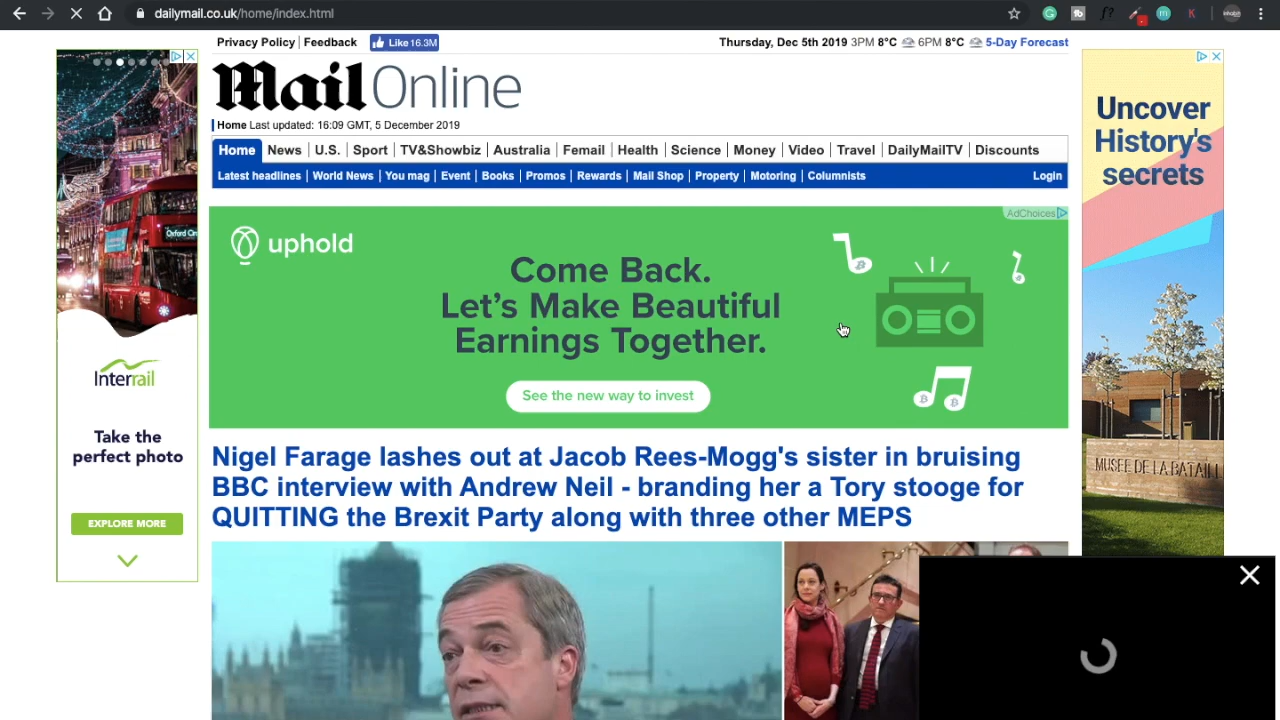 dailymail.co.uk/home/index.html
Privacy Policy | Feedback Like 16.3M
Thursday, Dec 5th 2019 3PM 8°C 6PM 8°C 5-Day Forecast
Mail Online
Home Last updated: 16:09 GMT, 5 December 2019
Home News U.S. Sport TV&Showbiz Australia Femail Health Science Money Video Travel DailyMailTV Discounts
Latest headlines World News You mag Event Books Promos Rewards Mail Shop Property Motoring Columnists Login
AdChoices
uphold
Come Back.
Let's Make Beautiful
Earnings Together.
See the new way to invest
Interrail
Take the
perfect photo
EXPLORE MORE
Uncover
History's
secrets
MUSEE DE LA BATAILL
Nigel Farage lashes out at Jacob Rees-Mogg's sister in bruising
BBC interview with Andrew Neil - branding her a Tory stooge for
QUITTING the Brexit Party along with three other MEPS